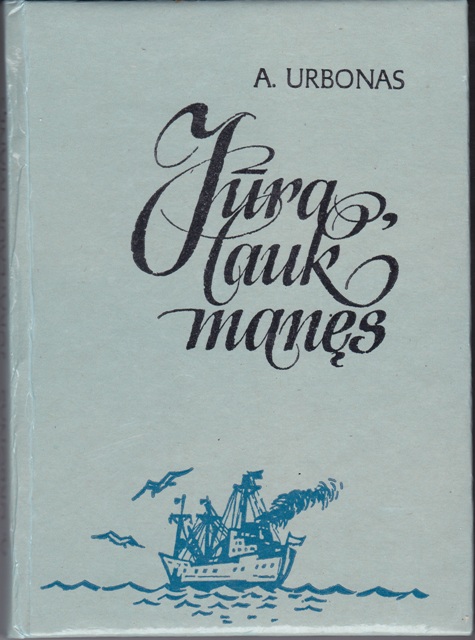 A. URBONAS
Jūra,
lauk
manęs